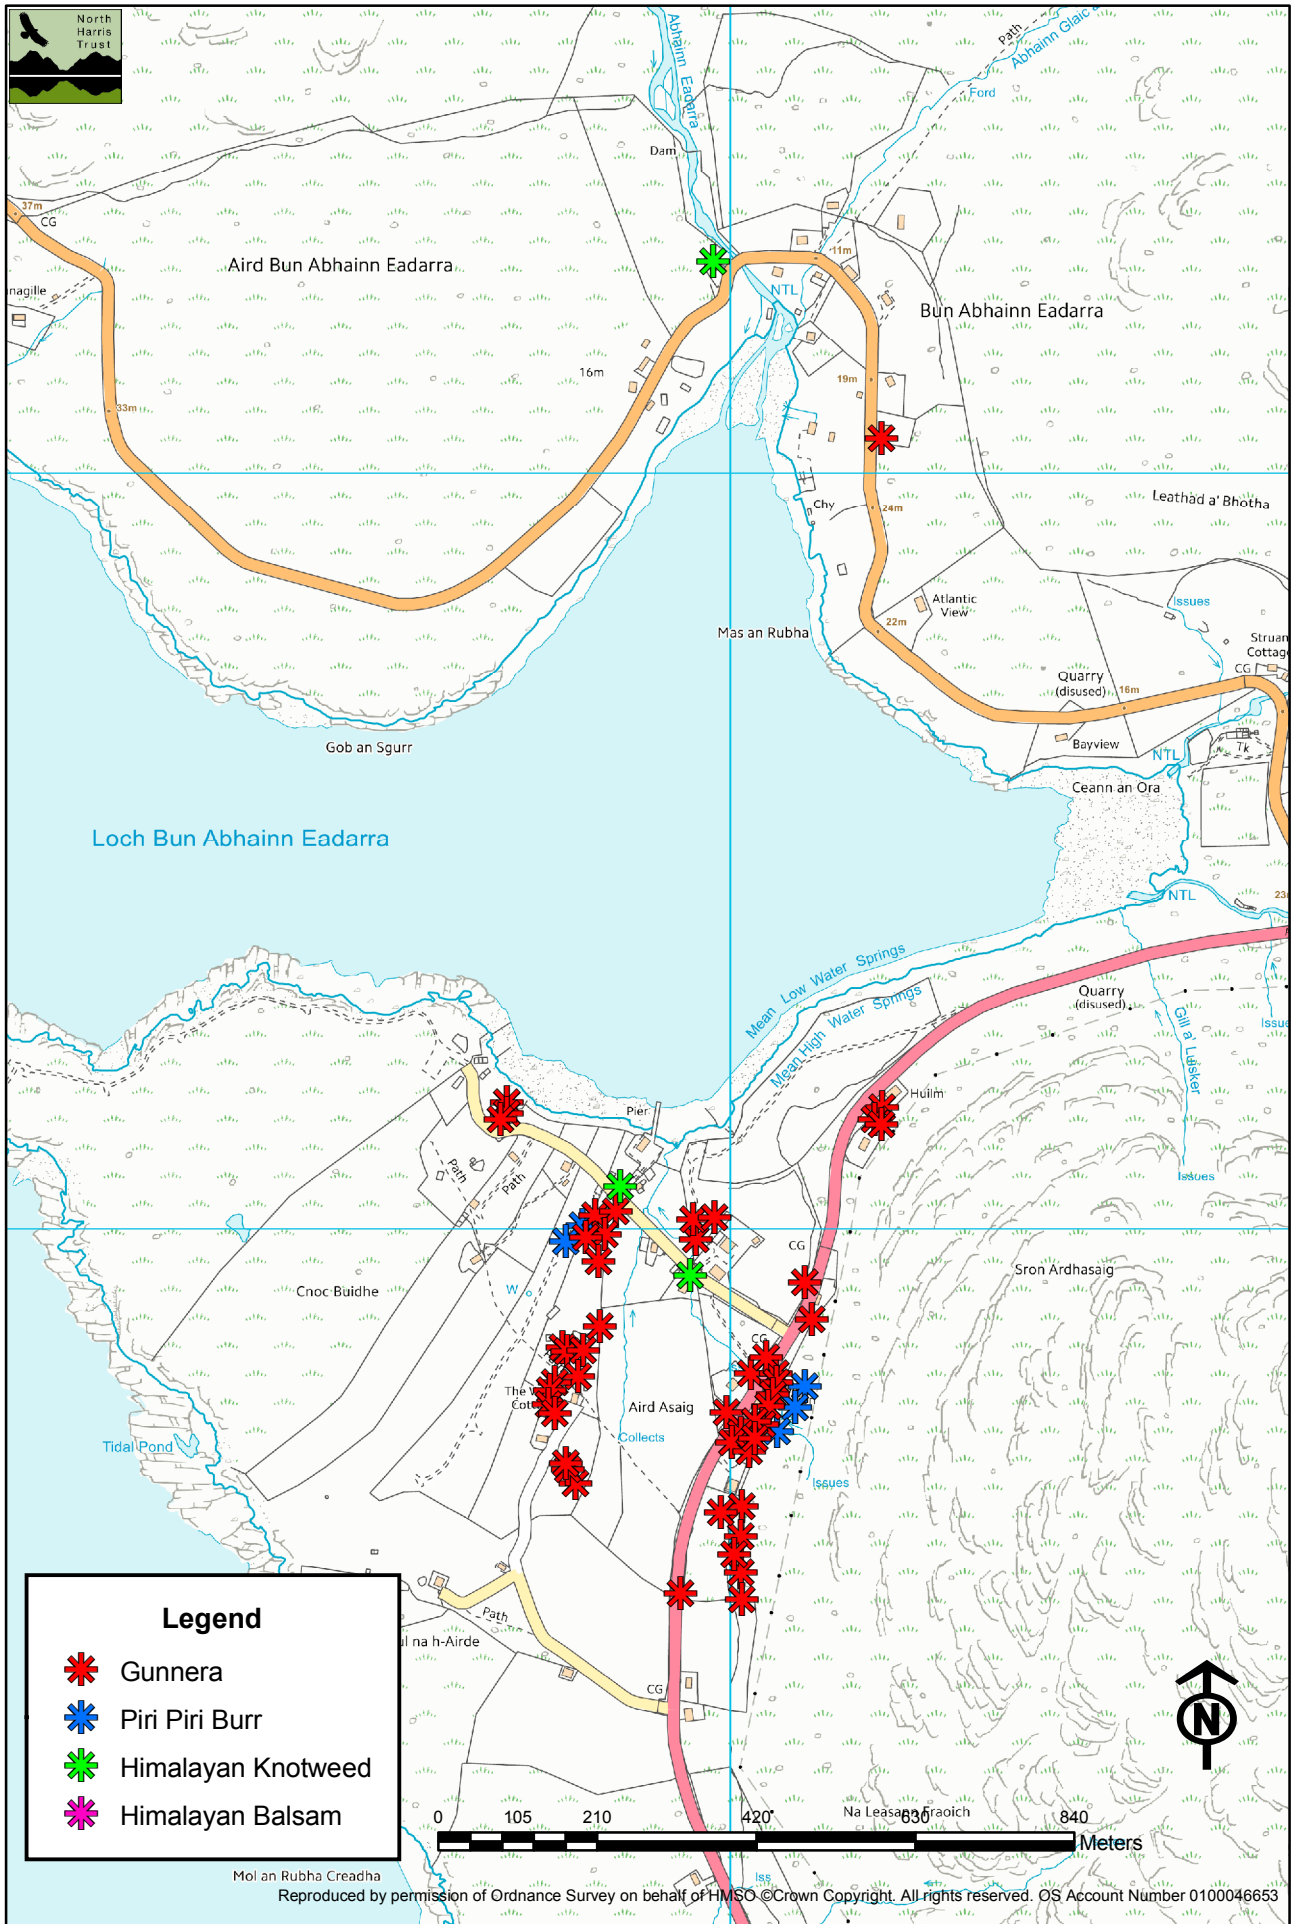 North
Harris
Trust
Abhainn Eadarra
Path
Ford
Dam
37m
CG
Aird Bun Abhainn Eadarra
11m
NTL
Bun Abhainn Eadarra
16m
19m
33m
Chy
24m
Leathad a' Bhotha
Atlantic
View
Issues
22m
Mas an Rubha
Struan
CG
Quarry
(disused)
16m
Gob an Sgurr
Bayview
NTL
Tk
Ceann an Ora
Loch Bun Abhainn Eadarra
NTL
Mean Low Water Springs
Mean High Water Springs
Quarry
(disused)
Gill a' Luisker
Huilm
Pier
Path
Path
Issues
CG
Sron Ardhasaig
Cnoc Buidhe
W
CG
The
Aird Asaig
Collects
Tidal Pond
Issues
Path
CG
Legend
Gunnera
Piri Piri Burr
Himalayan Knotweed
Himalayan Balsam
N
0 105 210 420 630 840
Meters
Na Leasann Fraoich
Mol an Rubha Creadha
Reproduced by permission of Ordnance Survey on behalf of HMSO ©Crown Copyright. All rights reserved. OS Account Number 0100046653